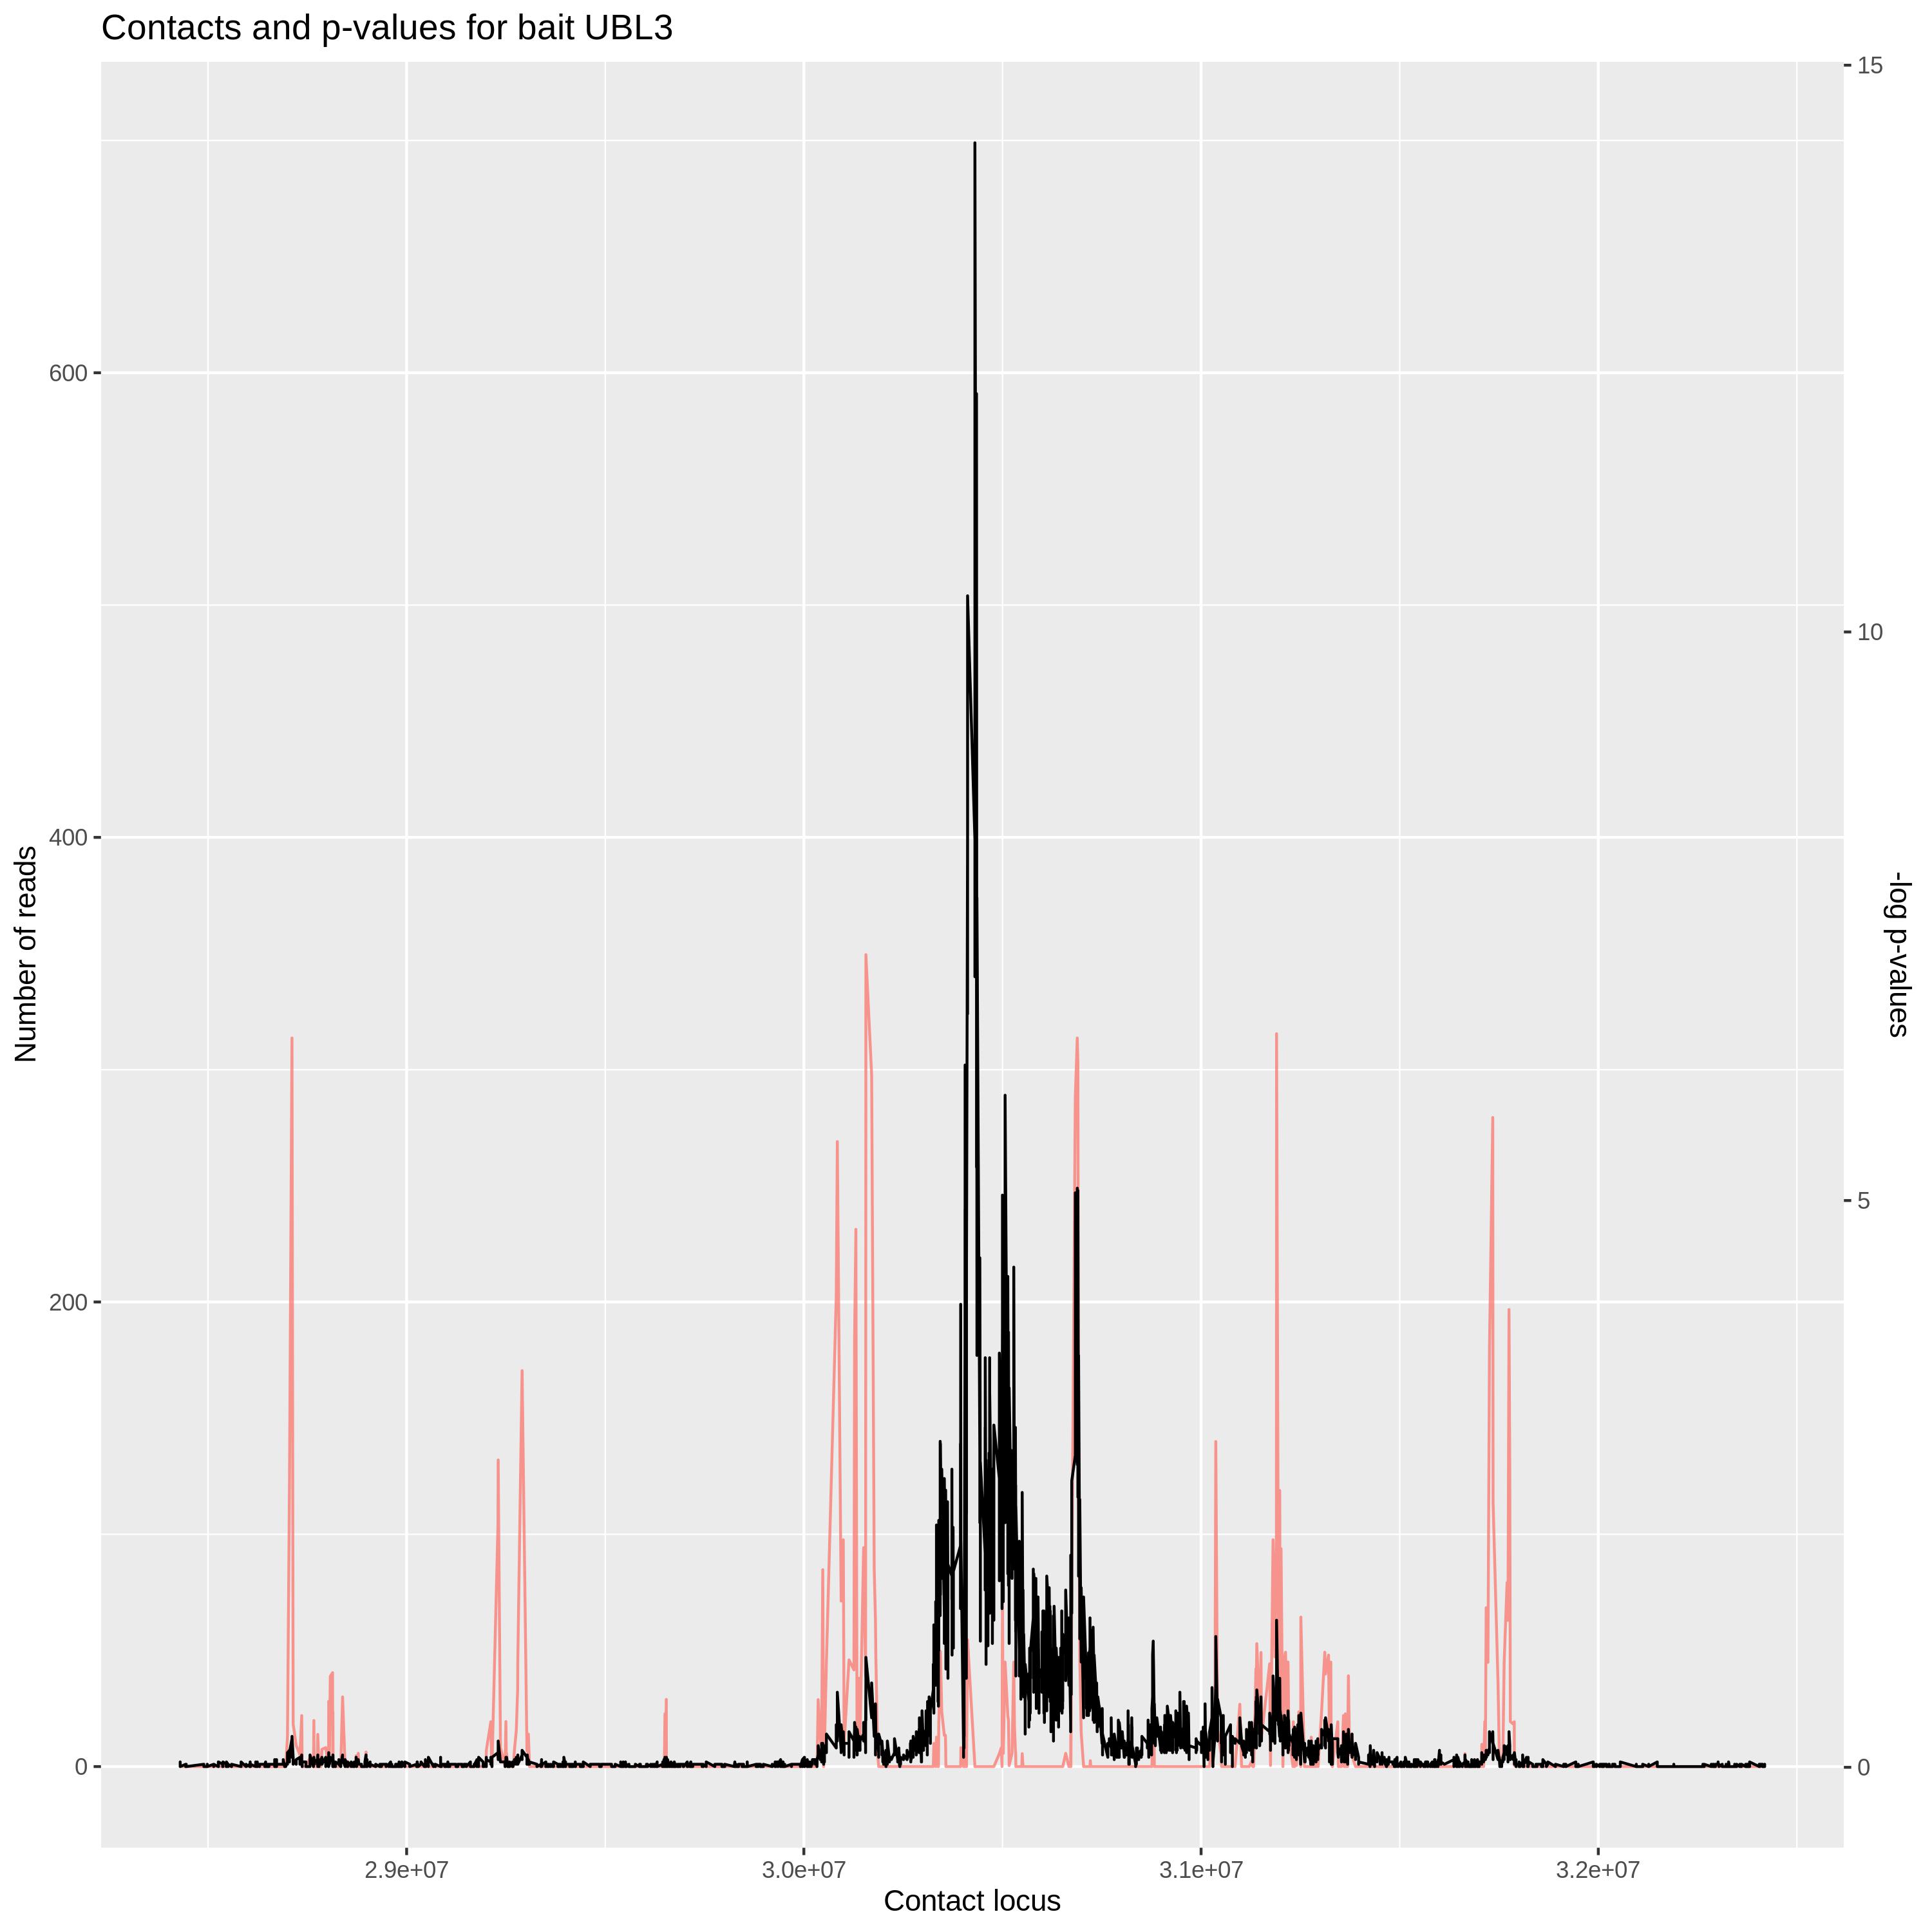 Contacts and p-values for bait UBL3
15
600
10
400
Number of reads
-log p-values
5
200
0
0
2.9e+07
3.0e+07
3.1e+07
3.2e+07
Contact locus